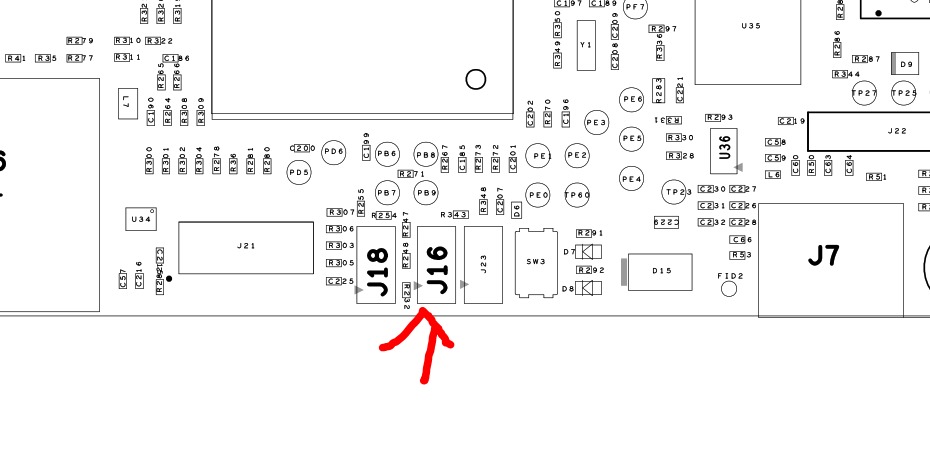 C197 C189 PF7
R350 C209 R297 U35
R279 R310 R322 R349 Y1 C208 R336 R286
R41 R35 R277 R311 C186 R287 D9
R265 R266 R344
L7 R283 C221 TP27 TP25
C190 R264 R308 R309 C202 R270 C196 PE6
PE3 R331 R293 C219 J22
PE5 R330 U36 C58
C200 PD6 C199 PB6 PB8 R267 C185 R273 R272 C201 PE1 PE2 R328 C59
R300 R301 R302 R304 R278 R36 R281 R280 C60 R50 C63 C64
PD5 R271 PE4 L6 R51
PB7 PB9 R348 C207 PE0 TP60 TP23 C230 C227
R255 D6 C231 C226
U34 R307 R254 R247 R343 C222 C232 C228
R306 R291
J21 R303 R248 C66
D7 R53 J7
R305 J18 J16 J23 SW3 R292 D15
C57 C216 R282 C212 C225 R232 D8 FID2